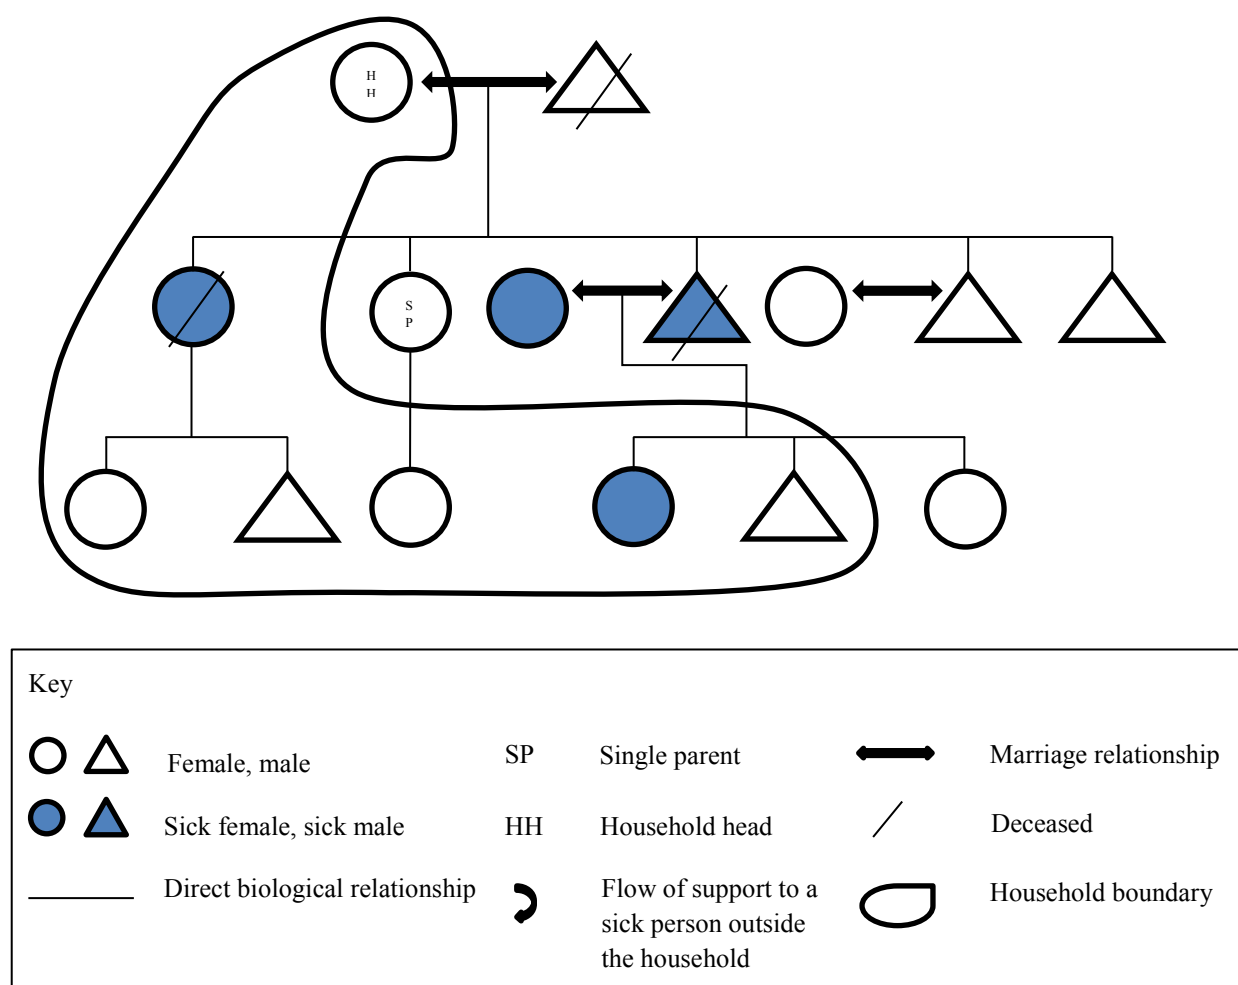 H
H
S
P
Key
Female, male
SP
Single parent
Marriage relationship
Sick female, sick male
HH
Household head
Deceased
Direct biological relationship
Flow of support to a
sick person outside
the household
Household boundary